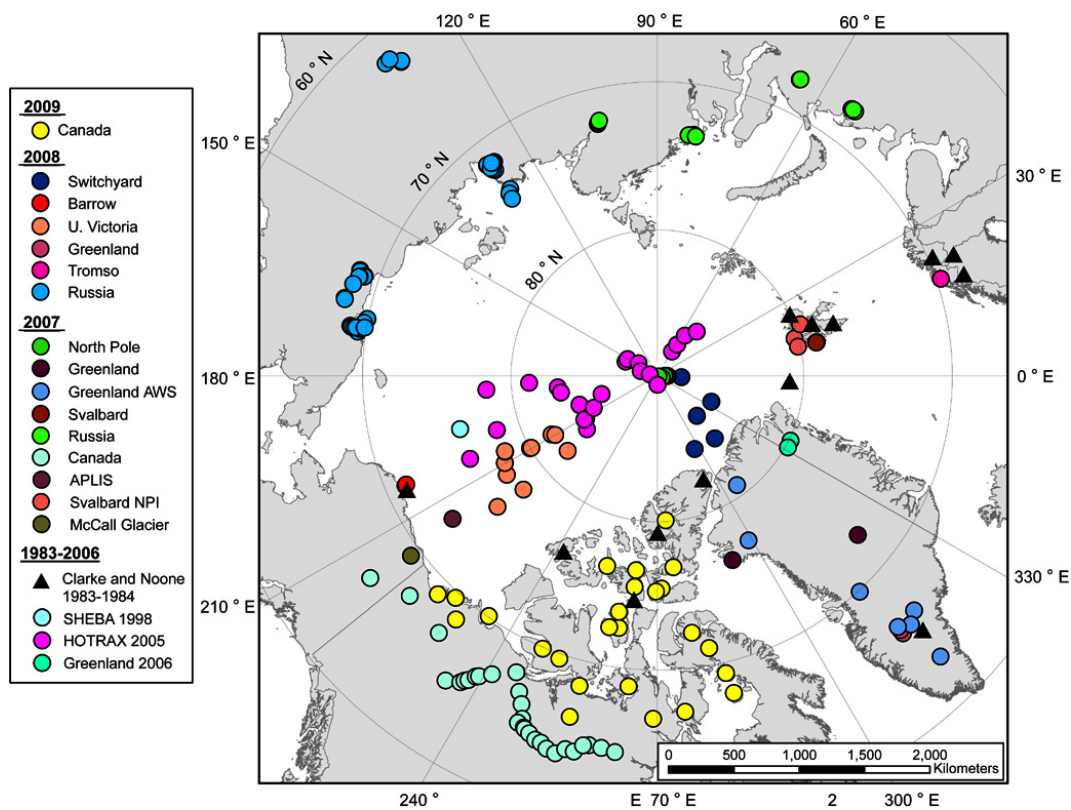 120 ° E
90 ° E
60 ° E
60 ° N
150 ° E
70 ° N
30 ° E
80 ° N
180 ° E
0 ° E
210 ° E
330 ° E
2009
Canada
2008
Switchyard
Barrow
U. Victoria
Greenland
Tromso
Russia
2007
North Pole
Greenland
Greenland AWS
Svalbard
Russia
Canada
APLIS
Svalbard NPI
McCall Glacier
1983-2006
Clarke and Noone
1983-1984
SHEBA 1998
HOTRAX 2005
Greenland 2006
0 500 1,000 1,500 2,000
Kilometers
240 ° E 70 ° E 2 300 ° E